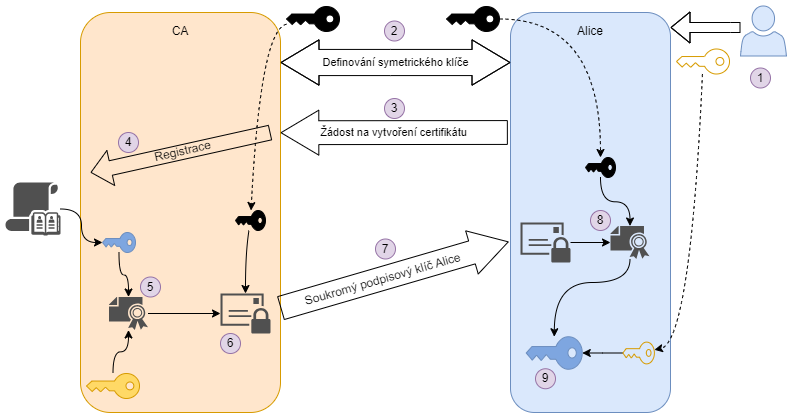 CA
Alice
2
Definování symetrického klíče
1
3
Žádost na vytvoření certifikátu
4
Registrace
8
7
Soukromý podpisový klíč Alice
5
6
9